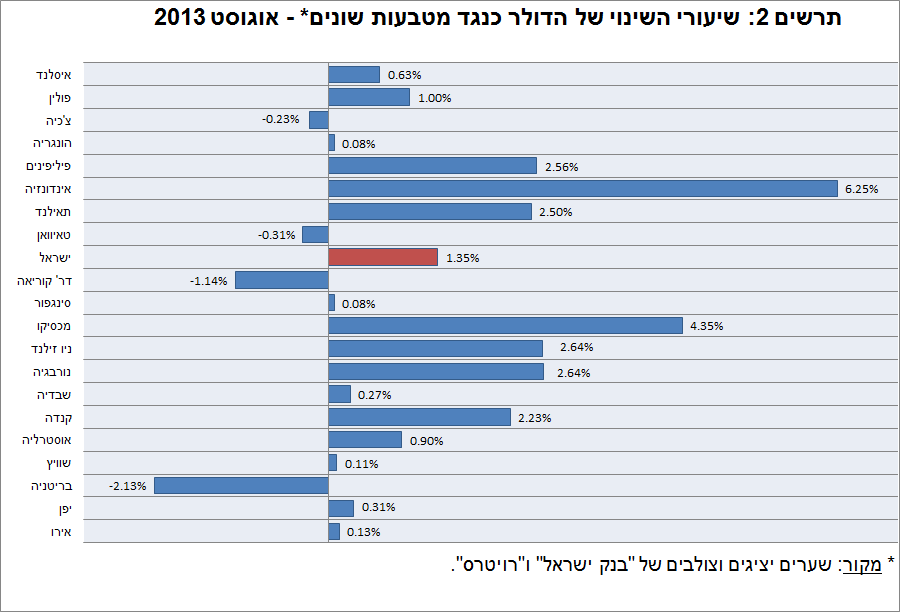 תרשים 2: שיעורי השינוי של הדולר כנגד מטבעות שונים* - אוגוסט 2013
איסלנד 0.63%
פולין 1.00%
צ'כיה -0.23%
הונגריה 0.08%
פיליפינים 2.56%
אינדונזיה 6.25%
תאילנד 2.50%
טאיוואן -0.31%
ישראל 1.35%
דר' קוריאה -1.14%
סינגפור 0.08%
מכסיקו 4.35%
ניו זילנד 2.64%
נורבגיה 2.64%
שבדיה 0.27%
קנדה 2.23%
אוסטרליה 0.90%
שוויץ 0.11%
בריטניה -2.13%
יפן 0.31%
אירו 0.13%
* מקור: שערים יציגים וצולבים של "בנק ישראל" ו"רויטרס".